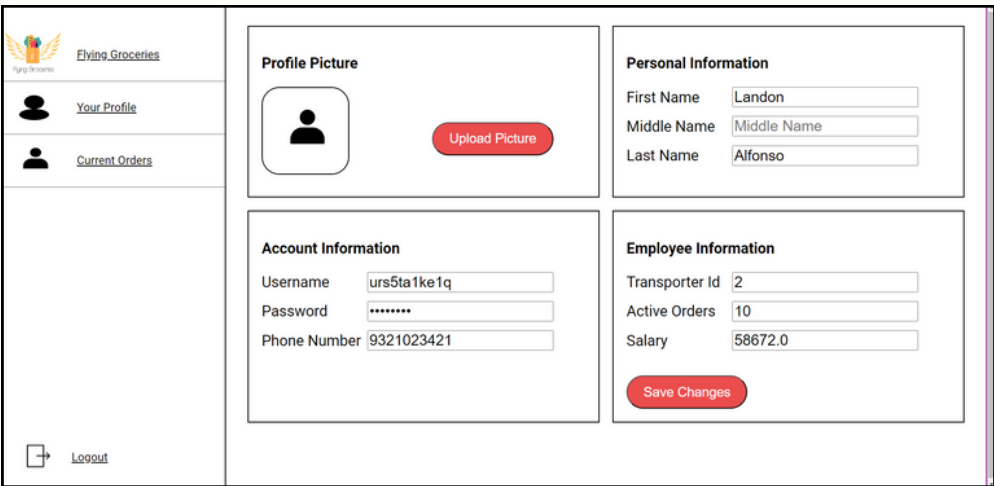 Flying Groceries
Flying Groceries
Your Profile
Current Orders
Logout
Profile Picture
Upload Picture
Personal Information
First Name Landon
Middle Name Middle Name
Last Name Alfonso
Account Information
Username urs5ta1ke1q
Password ••••••••
Phone Number 9321023421
Employee Information
Transporter Id 2
Active Orders 10
Salary 58672.0
Save Changes